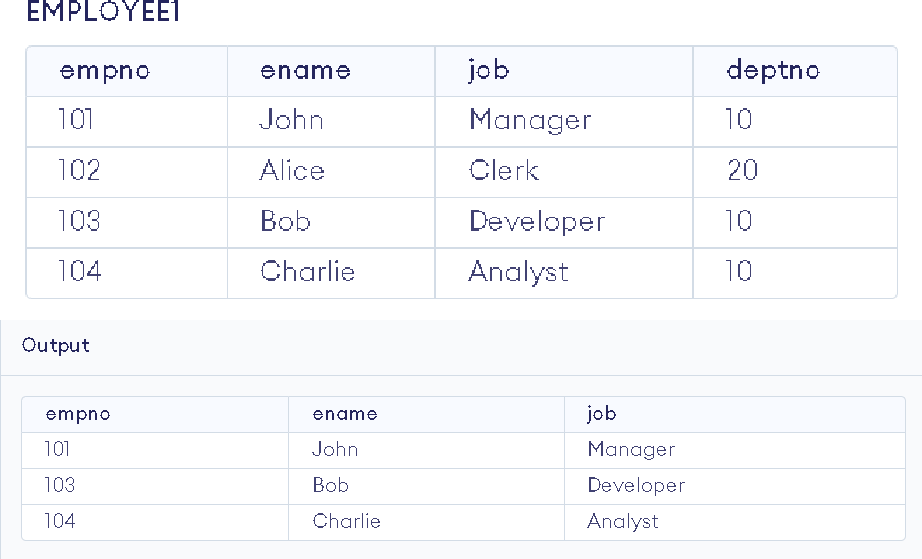 EMPLOYEE1
empno ename job deptno
101 John Manager 10
102 Alice Clerk 20
103 Bob Developer 10
104 Charlie Analyst 10
Output
empno ename job
101 John Manager
103 Bob Developer
104 Charlie Analyst